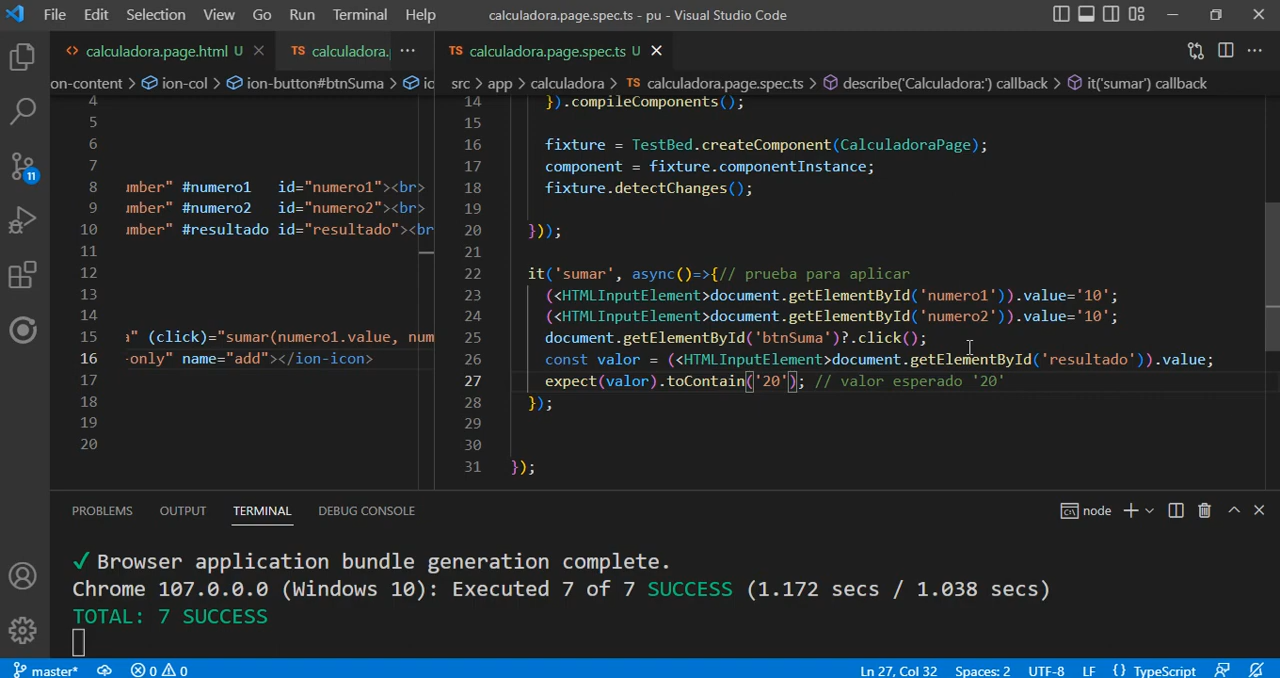 File Edit Selection View Go Run Terminal Help calculadora.page.spec.ts - pu - Visual Studio Code
<> calculadora.page.html U TS calculadora. ···
TS calculadora.page.spec.ts U
ion-content > ion-col > ion-button#btnSuma >
src > app > calculadora > TS calculadora.page.spec.ts > describe('Calculadora:') callback > it('sumar') callback
4
5
6
7
8 umber" #numero1 id="numero1"><br>
9 umber" #numero2 id="numero2"><br>
10 umber" #resultado id="resultado"><br
11
12
13
14
15 a" (click)="sumar(numero1.value, num
16 -only" name="add"></ion-icon>
17
18
19
20
14 }).compileComponents();
15
16 fixture = TestBed.createComponent(CalculadoraPage);
17 component = fixture.componentInstance;
18 fixture.detectChanges();
19
20 }));
21
22 it('sumar', async()=>{// prueba para aplicar
23 (<HTMLInputElement>document.getElementById('numero1')).value='10';
24 (<HTMLInputElement>document.getElementById('numero2')).value='10';
25 document.getElementById('btnSuma')?.click();
26 const valor = (<HTMLInputElement>document.getElementById('resultado')).value;
27 expect(valor).toContain('20'); // valor esperado '20'
28 });
29
30
31 });
PROBLEMS OUTPUT TERMINAL DEBUG CONSOLE node
✓ Browser application bundle generation complete.
Chrome 107.0.0.0 (Windows 10): Executed 7 of 7 SUCCESS (1.172 secs / 1.038 secs)
TOTAL: 7 SUCCESS
11
master* 0 0 Ln 27, Col 32 Spaces: 2 UTF-8 LF {} TypeScript